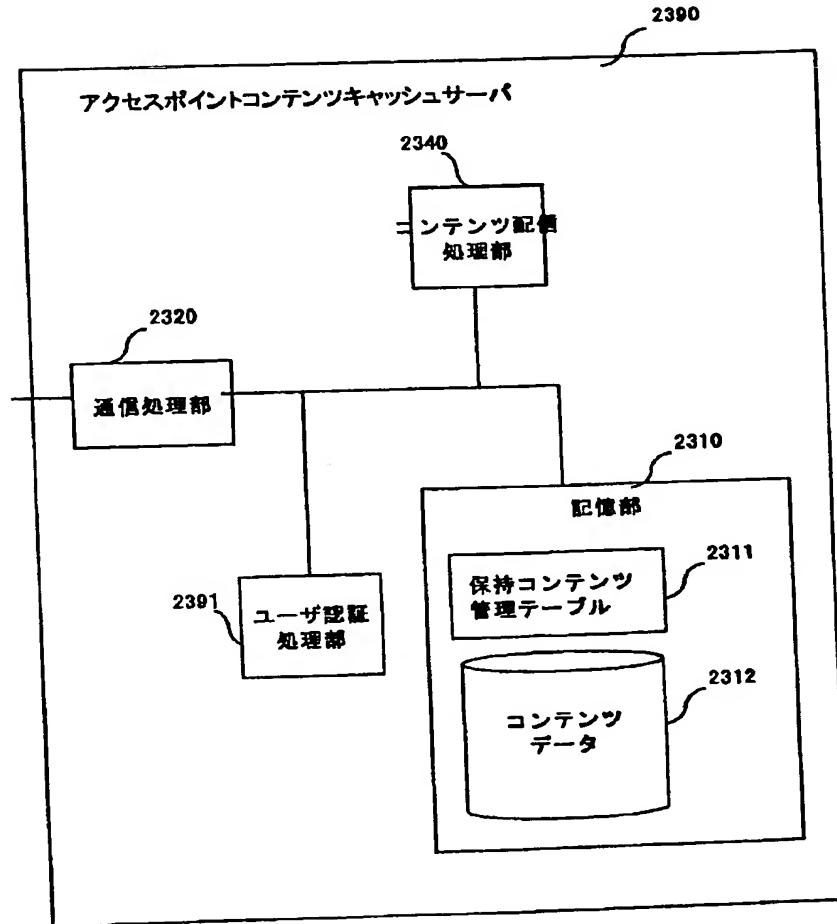 2390
アクセスポイントコンテンツキャッシュサーバ
2340
コンテンツ配信
処理部
2320
通信処理部
2310
記憶部
2311
保持コンテンツ
管理テーブル
2391
ユーザ認証
処理部
2312
コンテンツ
データ